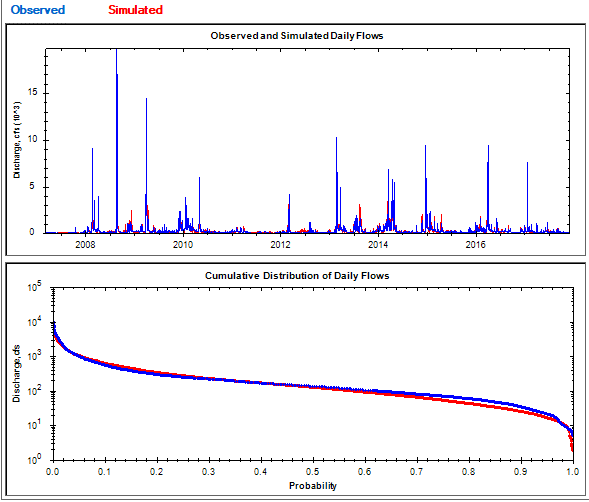 Observed Simulated
Observed and Simulated Daily Flows
Discharge, cfs (10^3)
15
10
5
0
2008 2010 2012 2014 2016
Cumulative Distribution of Daily Flows
Discharge,cfs
10^5
10^4
10^3
10^2
10^1
10^0
0.0 0.1 0.2 0.3 0.4 0.5 0.6 0.7 0.8 0.9 1.0
Probability